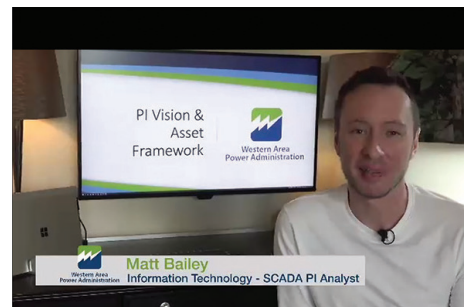 PI Vision &
Asset
Framework
Western Area
Power Administration
Western Area
Power Administration
Matt Bailey
Information Technology - SCADA PI Analyst